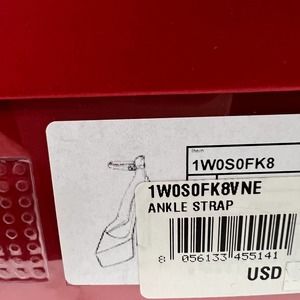 1W0S0FK8
1W0S0FK8VNE
ANKLE STRAP
8 056133 455141
USD